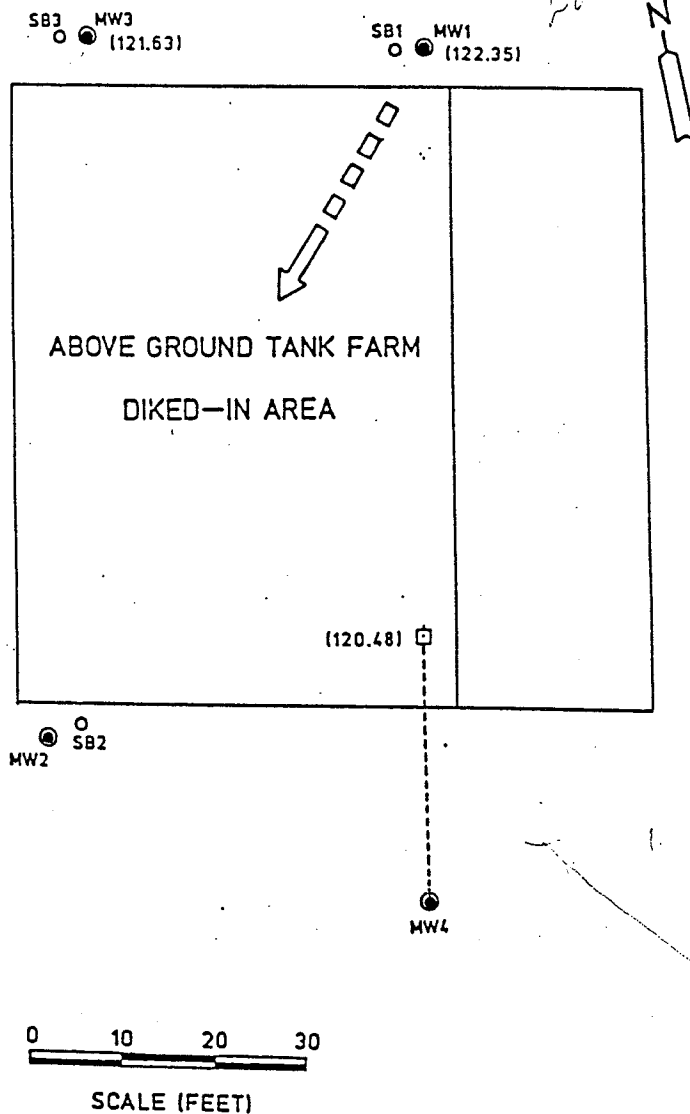 N
SB3
MW3
(121.63)
SB1
MW1
(122.35)
ABOVE GROUND TANK FARM
DIKED-IN AREA
(120.48)
MW2
SB2
MW4
0 10 20 30
SCALE (FEET)